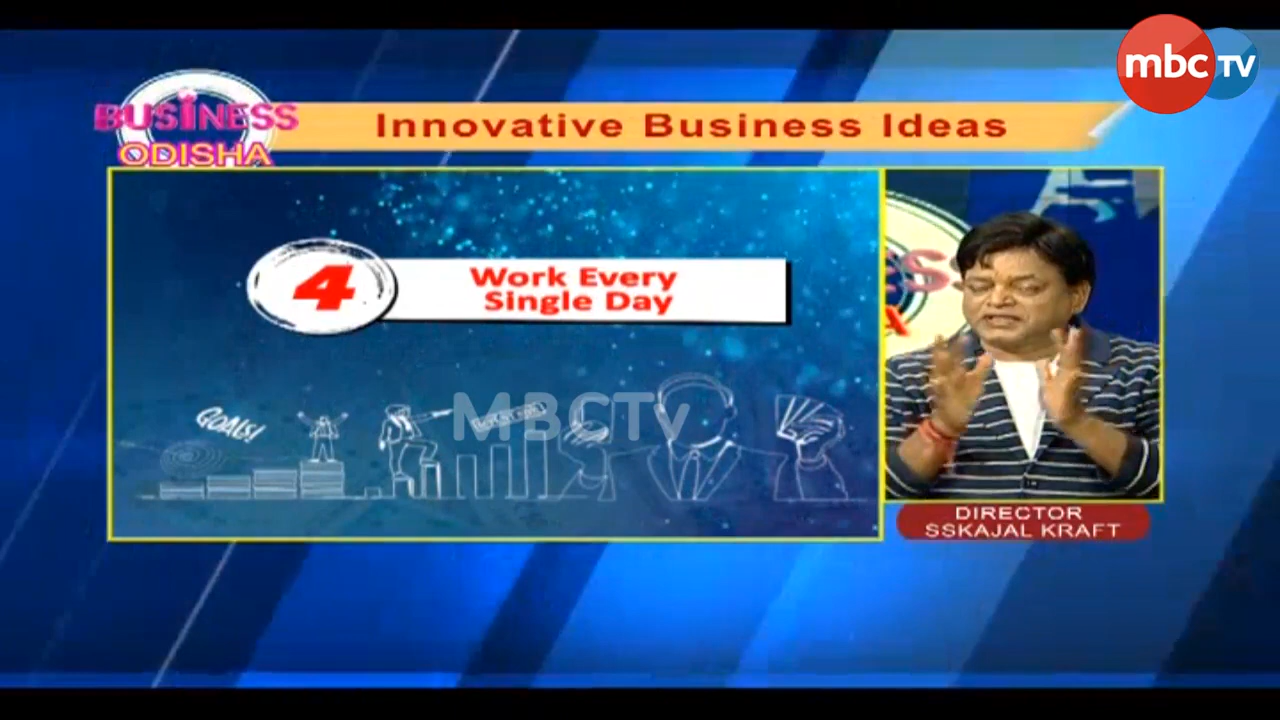 mbc TV
BUSINESS
ODISHA
Innovative Business Ideas
4
Work Every
Single Day
MBCTv
GOALS!
DIRECTOR
SSKAJAL KRAFT